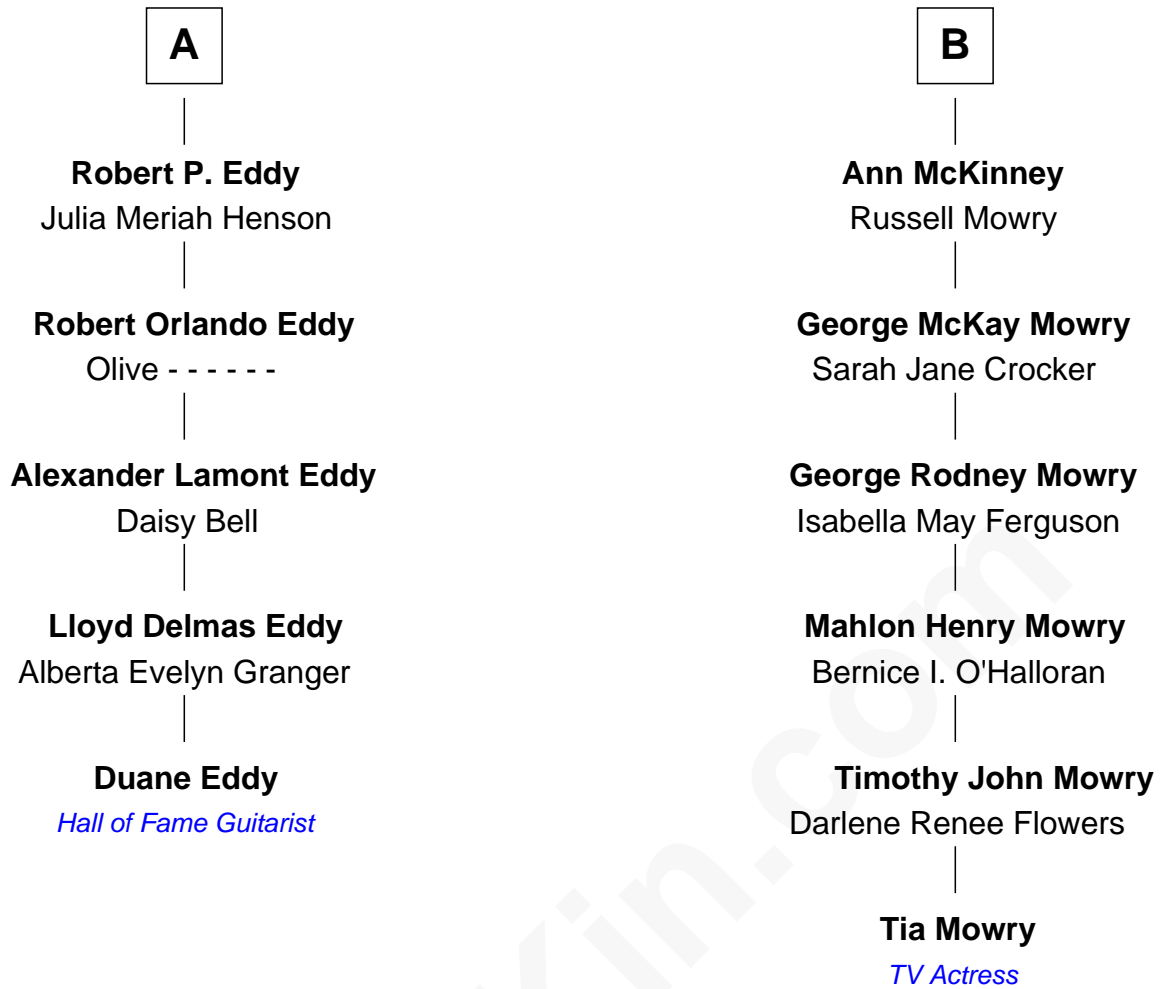 A
Robert P. Eddy
Julia Meriah Henson
Robert Orlando Eddy
Olive - - - - - -
Alexander Lamont Eddy
Daisy Bell
Lloyd Delmas Eddy
Alberta Evelyn Granger
Duane Eddy
Hall of Fame Guitarist
B
Ann McKinney
Russell Mowry
George McKay Mowry
Sarah Jane Crocker
George Rodney Mowry
Isabella May Ferguson
Mahlon Henry Mowry
Bernice I. O'Halloran
Timothy John Mowry
Darlene Renee Flowers
Tia Mowry
TV Actress
Kin.com